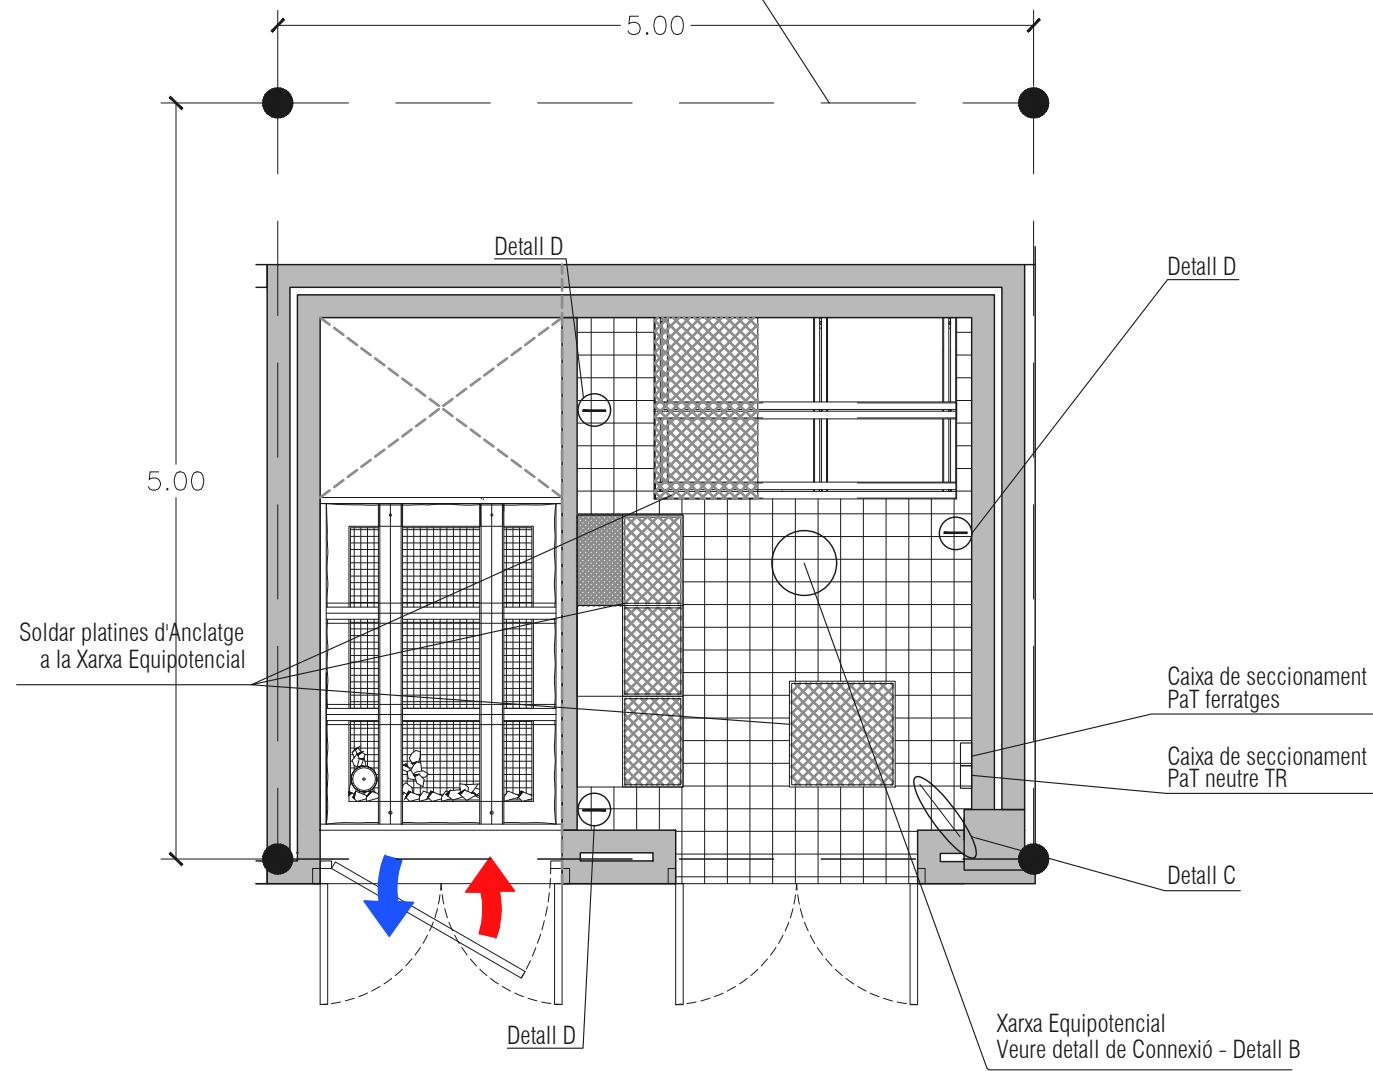 5.00
Detall D
Detall D
5.00
Soldar platines d'Anclatge
a la Xarxa Equipotencial
Caixa de seccionament
PaT ferratges
Caixa de seccionament
PaT neutre TR
Detall C
Detall D
Xarxa Equipotencial
Veure detall de Connexió - Detall B